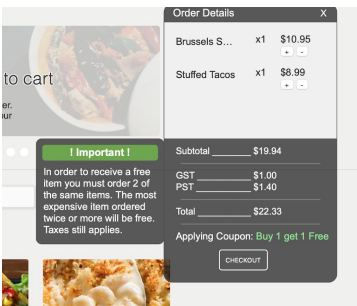 Order Details X
Brussels S... x1 $10.95
+ -
Stuffed Tacos x1 $8.99
+ -
to cart
er.
our
Subtotal ________ $19.94
GST ____________ $1.00
PST ____________ $1.40
Total ____________ $22.33
Applying Coupon: Buy 1 get 1 Free
CHECKOUT
! Important !
In order to receive a free
item you must order 2 of
the same items. The most
expensive item ordered
twice or more will be free.
Taxes still applies.